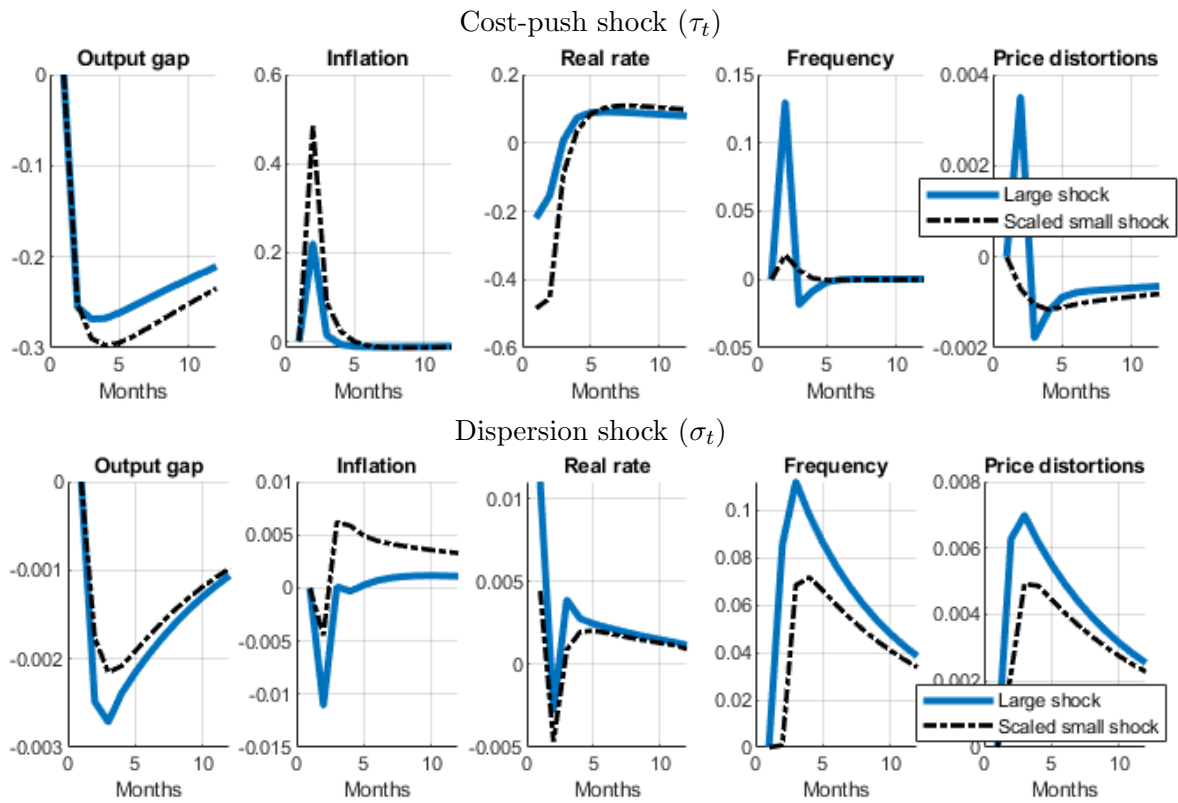 Cost-push shock (τt)
Output gap Inflation Real rate Frequency Price distortions
0 0.6 0.2 0.15 0.004
-0.1 0.4 0 0.1 0.002
-0.2 0.2 -0.2 0.05 0
-0.3 0 -0.4 0 -0.002
-0.6 -0.05
Large shock
Scaled small shock
0 5 10 0 5 10 0 5 10 0 5 10 0 5 10
Months Months Months Months Months
Dispersion shock (σt)
Output gap Inflation Real rate Frequency Price distortions
0 0.01 0.01 0.1 0.008
-0.001 0.005 0.005 0.08 0.006
-0.002 0 0 0.06 0.004
-0.003 -0.005 -0.005 0.04 0.002
-0.01 0.02 0
-0.015 0
Large shock
Scaled small shock
0 5 10 0 5 10 0 5 10 0 5 10 0 5 10
Months Months Months Months Months